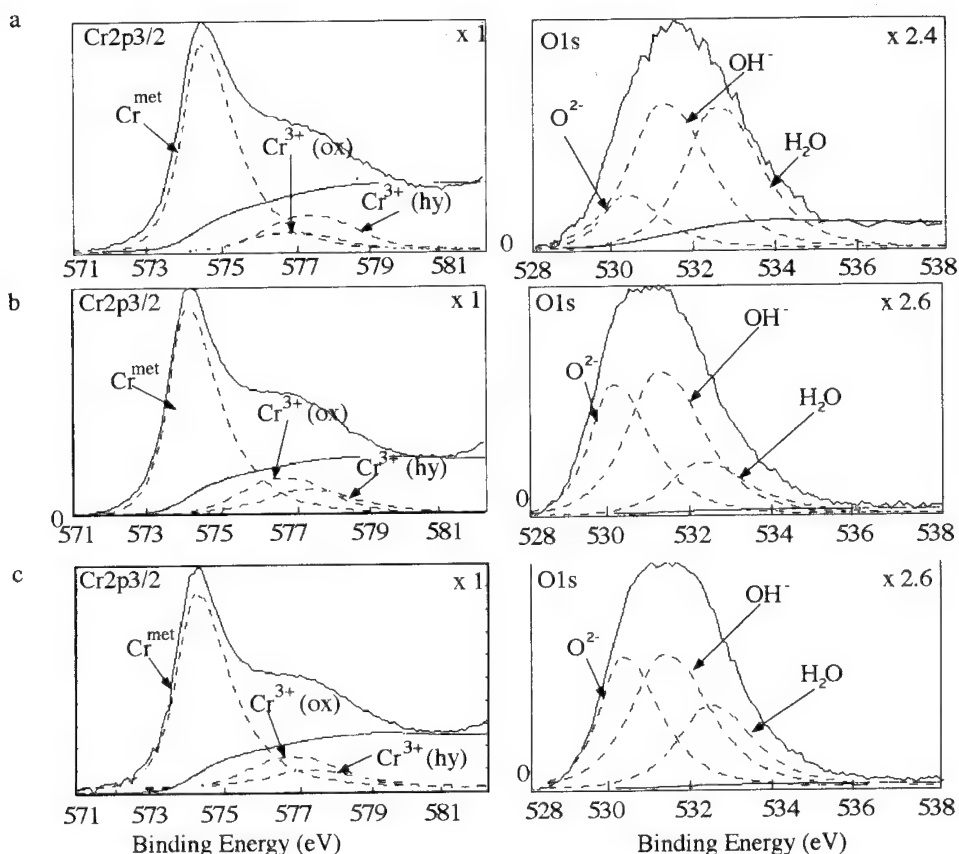 a
Cr2p3/2
x 1
Cr^met
Cr^3+ (ox)
Cr^3+ (hy)
571 573 575 577 579 581
O1s
x 2.4
OH^-
O^2-
H₂O
0
528 530 532 534 536 538
b
Cr2p3/2
x 1
Cr^met
Cr^3+ (ox)
Cr^3+ (hy)
0
571 573 575 577 579 581
O1s
x 2.6
OH^-
O^2-
H₂O
0
528 530 532 534 536 538
c
Cr2p3/2
x 1
Cr^met
Cr^3+ (ox)
Cr^3+ (hy)
571 573 575 577 579 581
Binding Energy (eV)
O1s
x 2.6
OH^-
O^2-
H₂O
0
528 530 532 534 536 538
Binding Energy (eV)